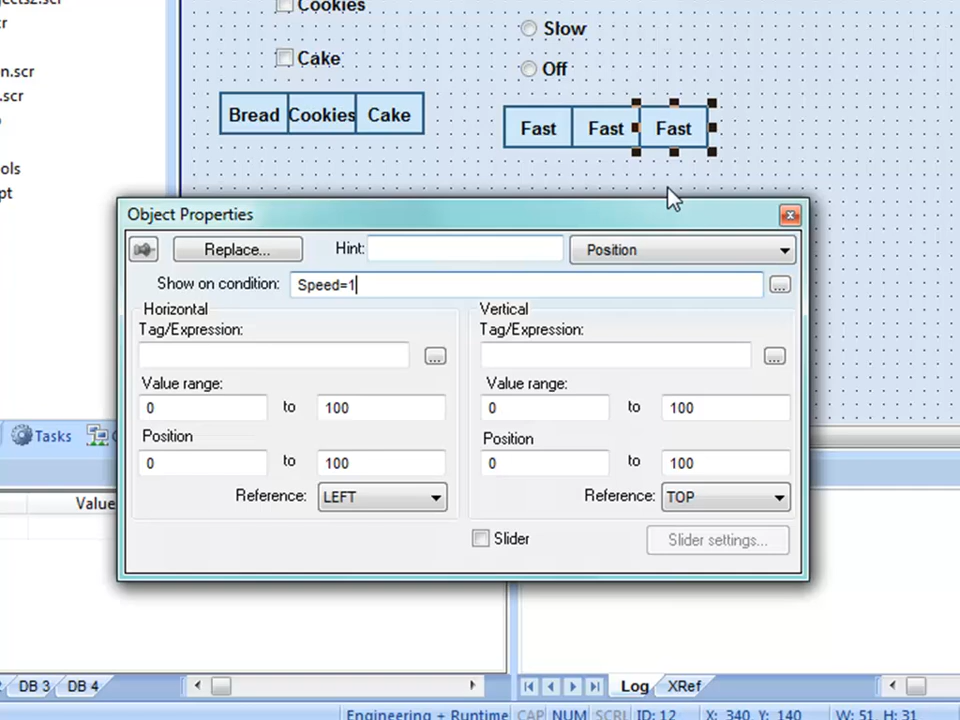 Cookies
Slow
Cake
Off
Bread Cookies Cake
Fast Fast Fast
n.scr
.scr
Object Properties
Replace...
Hint:
Position
Show on condition:
Speed=1
...
Horizontal
Vertical
Tag/Expression:
Tag/Expression:
...
...
Value range:
Value range:
0 to 100
0 to 100
Position
Position
0 to 100
0 to 100
Reference: LEFT
Reference: TOP
Slider
Slider settings...
Tasks
Value
DB 3 DB 4
Log XRef
Engineering + Runtime CAP NUM SCRL ID: 12 X: 340, Y: 140 W: 51, H: 31